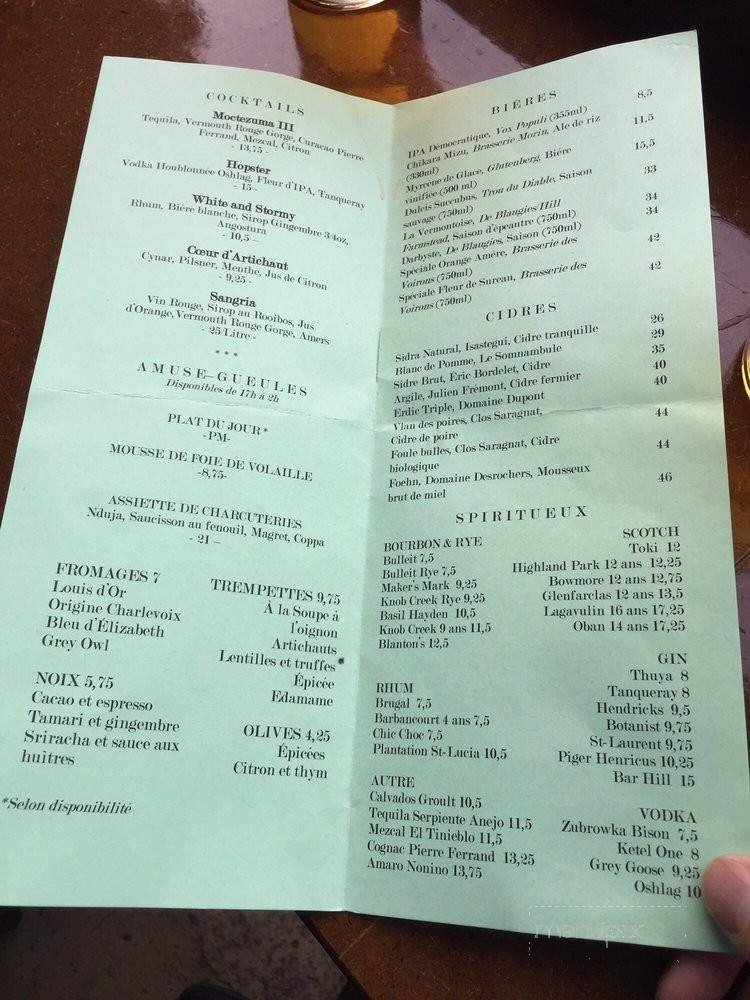 COCKTAILS
Moctezuma III
Tequila, Vermouth Rouge Gorge, Curacao Pierre
Ferrand, Mezcal, Citron
- 13,75 -
Hopster
Vodka Houblonnée Oshlag, Fleur d'IPA, Tanqueray
- 15 -
White and Stormy
Rhum, Bière blanche, Sirop Gingembre 3/4oz,
Angostura
- 10,5 –
Cœur d'Artichaut
Cynar, Pilsner, Menthe, Jus de Citron
- 9,25 -
Sangria
Vin Rouge, Sirop au Rooibos, Jus
d'Orange, Vermouth Rouge Gorge, Amers
- 25/Litre -
***
AMUSE-GUEULES
Disponibles de 17h à 2h
PLAT DU JOUR*
-PM-
MOUSSE DE FOIE DE VOLAILLE
-8,75-
ASSIETTE DE CHARCUTERIES
Nduja, Saucisson au fenouil, Magret, Coppa
- 21 –
FROMAGES 7
Louis d'Or
Origine Charlevoix
Bleu d'Élizabeth
Grey Owl
NOIX 5,75
Cacao et espresso
Tamari et gingembre
Sriracha et sauce aux
huitres
TREMPETTES 9,75
À la Soupe à
l'oignon
Artichauts
Lentilles et truffes*
Épicée
Edamame
OLIVES 4,25
Épicées
Citron et thym
*Selon disponibilité
BIÈRES
IPA Démocratique, Vox Populi (355ml) 8,5
Chikara Mizu, Brasserie Morin, Ale de riz 11,5
(330ml)
Myrcène de Glace, Glutenberg, Bière 15,5
vinifiée (500 ml)
Dulcis Succubus, Trou du Diable, Saison 33
sauvage (750ml)
La Vermontoise, De Blaugies/Hill 34
Farmstead, Saison d'épeautre (750ml)
Darbyste, De Blaugies, Saison (750ml) 34
Spéciale Orange Amère, Brasserie des 42
Voirons (750ml)
Spéciale Fleur de Sureau, Brasserie des 42
Voirons (750ml)
CIDRES
Sidra Natural, Isastegui, Cidre tranquille 26
Blanc de Pomme, Le Somnambule 29
Sidre Brut, Éric Bordelet, Cidre 35
Argile, Julien Frémont, Cidre fermier 40
Erdic Triple, Domaine Dupont 40
Vlan des poires, Clos Saragnat, 44
Cidre de poire
Foule bulles, Clos Saragnat, Cidre 44
biologique
Foehn, Domaine Desrochers, Mousseux 46
brut de miel
SPIRITUEUX
BOURBON & RYE
Bulleit 7,5
Bulleit Rye 7,5
Maker's Mark 9,25
Knob Creek Rye 9,25
Basil Hayden 10,5
Knob Creek 9 ans 11,5
Blanton's 12,5
RHUM
Brugal 7,5
Barbancourt 4 ans 7,5
Chic Choc 7,5
Plantation St-Lucia 10,5
AUTRE
Calvados Groult 10,5
Tequila Serpiente Anejo 11,5
Mezcal El Tinieblo 11,5
Cognac Pierre Ferrand 13,25
Amaro Nonino 13,75
SCOTCH
Toki 12
Highland Park 12 ans 12,25
Bowmore 12 ans 12,75
Glenfarclas 12 ans 13,5
Lagavulin 16 ans 17,25
Oban 14 ans 17,25
GIN
Thuya 8
Tanqueray 8
Hendricks 9,5
Botanist 9,75
St-Laurent 9,75
Piger Henricus 10,25
Bar Hill 15
VODKA
Zubrowka Bison 7,5
Ketel One 8
Grey Goose 9,25
Oshlag 10
menupix